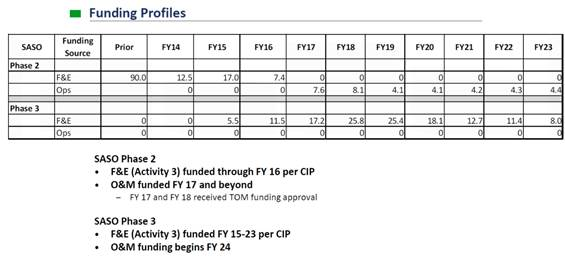 Funding Profiles
SASO Funding Source Prior FY14 FY15 FY16 FY17 FY18 FY19 FY20 FY21 FY22 FY23
Phase 2
F&E 90.0 12.5 17.0 7.4 0 0 0 0 0 0 0
Ops 0 0 0 7.6 8.1 4.1 4.1 4.2 4.3 4.4
Phase 3
F&E 0 0 5.5 11.5 17.2 25.8 25.4 18.1 12.7 11.4 8.0
Ops 0 0 0 0 0 0 0 0 0 0 0
SASO Phase 2
• F&E (Activity 3) funded through FY 16 per CIP
• O&M funded FY 17 and beyond
– FY 17 and FY 18 received TOM funding approval
SASO Phase 3
• F&E (Activity 3) funded FY 15-23 per CIP
• O&M funding begins FY 24